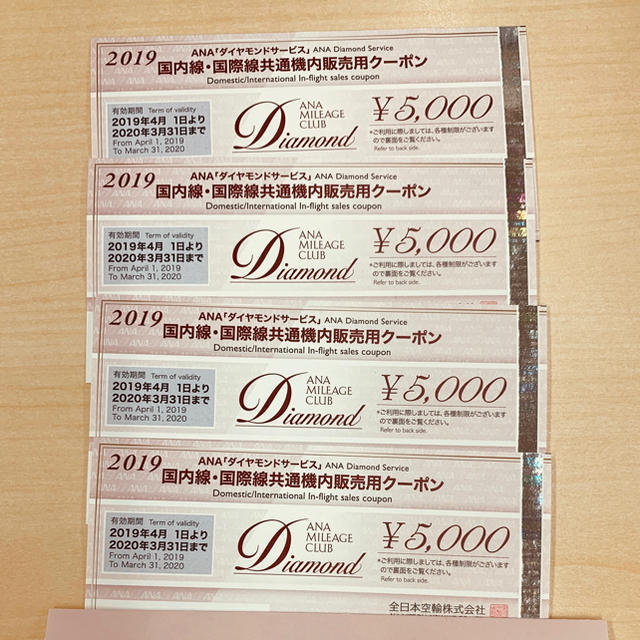 2019 ANA「ダイヤモンドサービス」 ANA Diamond Service
国内線・国際線共通機内販売用クーポン
Domestic/International In-flight sales coupon
有効期間 Term of validity
2019年4月 1日より
2020年3月31日まで
From April 1, 2019
To March 31, 2020
ANA
MILEAGE
CLUB
Diamond
¥5,000
*ご利用に際しましては、各種制限がございます
ので裏面をご覧ください。
Refer to back side.
2019 ANA「ダイヤモンドサービス」 ANA Diamond Service
国内線・国際線共通機内販売用クーポン
Domestic/International In-flight sales coupon
有効期間 Term of validity
2019年4月 1日より
2020年3月31日まで
From April 1, 2019
To March 31, 2020
ANA
MILEAGE
CLUB
Diamond
¥5,000
*ご利用に際しましては、各種制限がございます
ので裏面をご覧ください。
Refer to back side.
2019 ANA「ダイヤモンドサービス」 ANA Diamond Service
国内線・国際線共通機内販売用クーポン
Domestic/International In-flight sales coupon
有効期間 Term of validity
2019年4月 1日より
2020年3月31日まで
From April 1, 2019
To March 31, 2020
ANA
MILEAGE
CLUB
Diamond
¥5,000
*ご利用に際しましては、各種制限がございます
ので裏面をご覧ください。
Refer to back side.
2019 ANA「ダイヤモンドサービス」 ANA Diamond Service
国内線・国際線共通機内販売用クーポン
Domestic/International In-flight sales coupon
有効期間 Term of validity
2019年4月 1日より
2020年3月31日まで
From April 1, 2019
To March 31, 2020
ANA
MILEAGE
CLUB
Diamond
¥5,000
*ご利用に際しましては、各種制限がございます
ので裏面をご覧ください。
Refer to back side.
全日本空輸株式会社